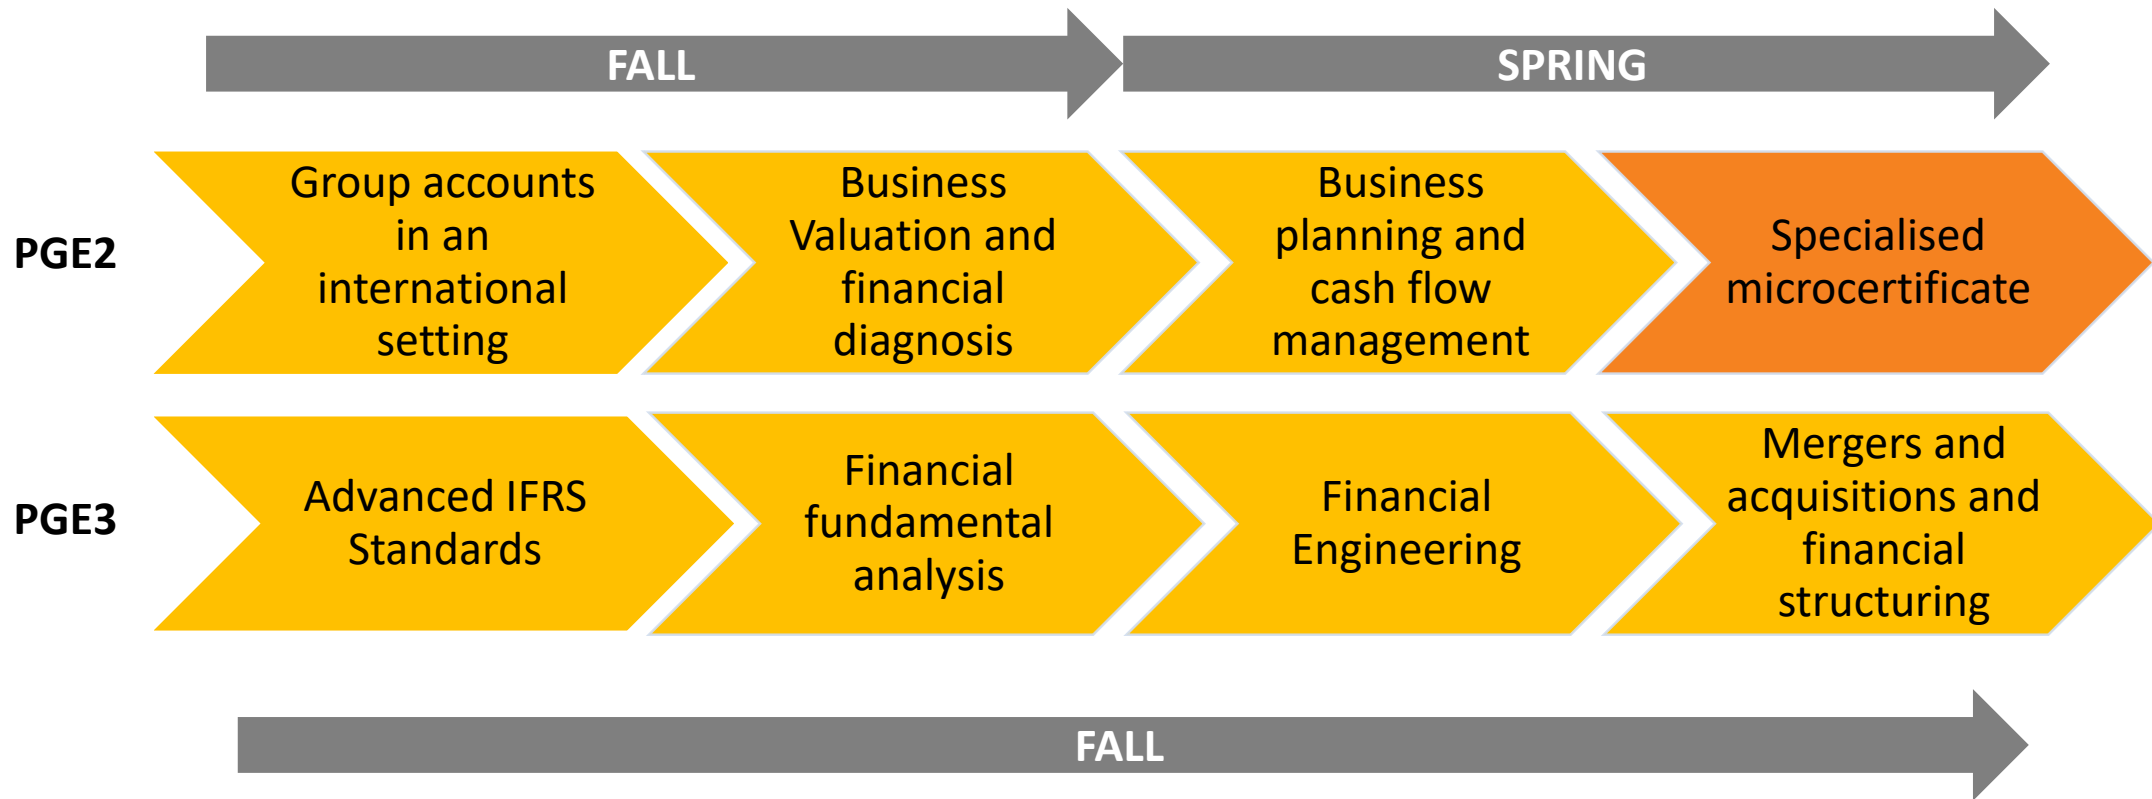 FALL
SPRING
PGE2
Group accounts
in an
international
setting
Business
Valuation and
financial
diagnosis
Business
planning and
cash flow
management
Specialised
microcertificate
PGE3
Advanced IFRS
Standards
Financial
fundamental
analysis
Financial
Engineering
Mergers and
acquisitions and
financial
structuring
FALL